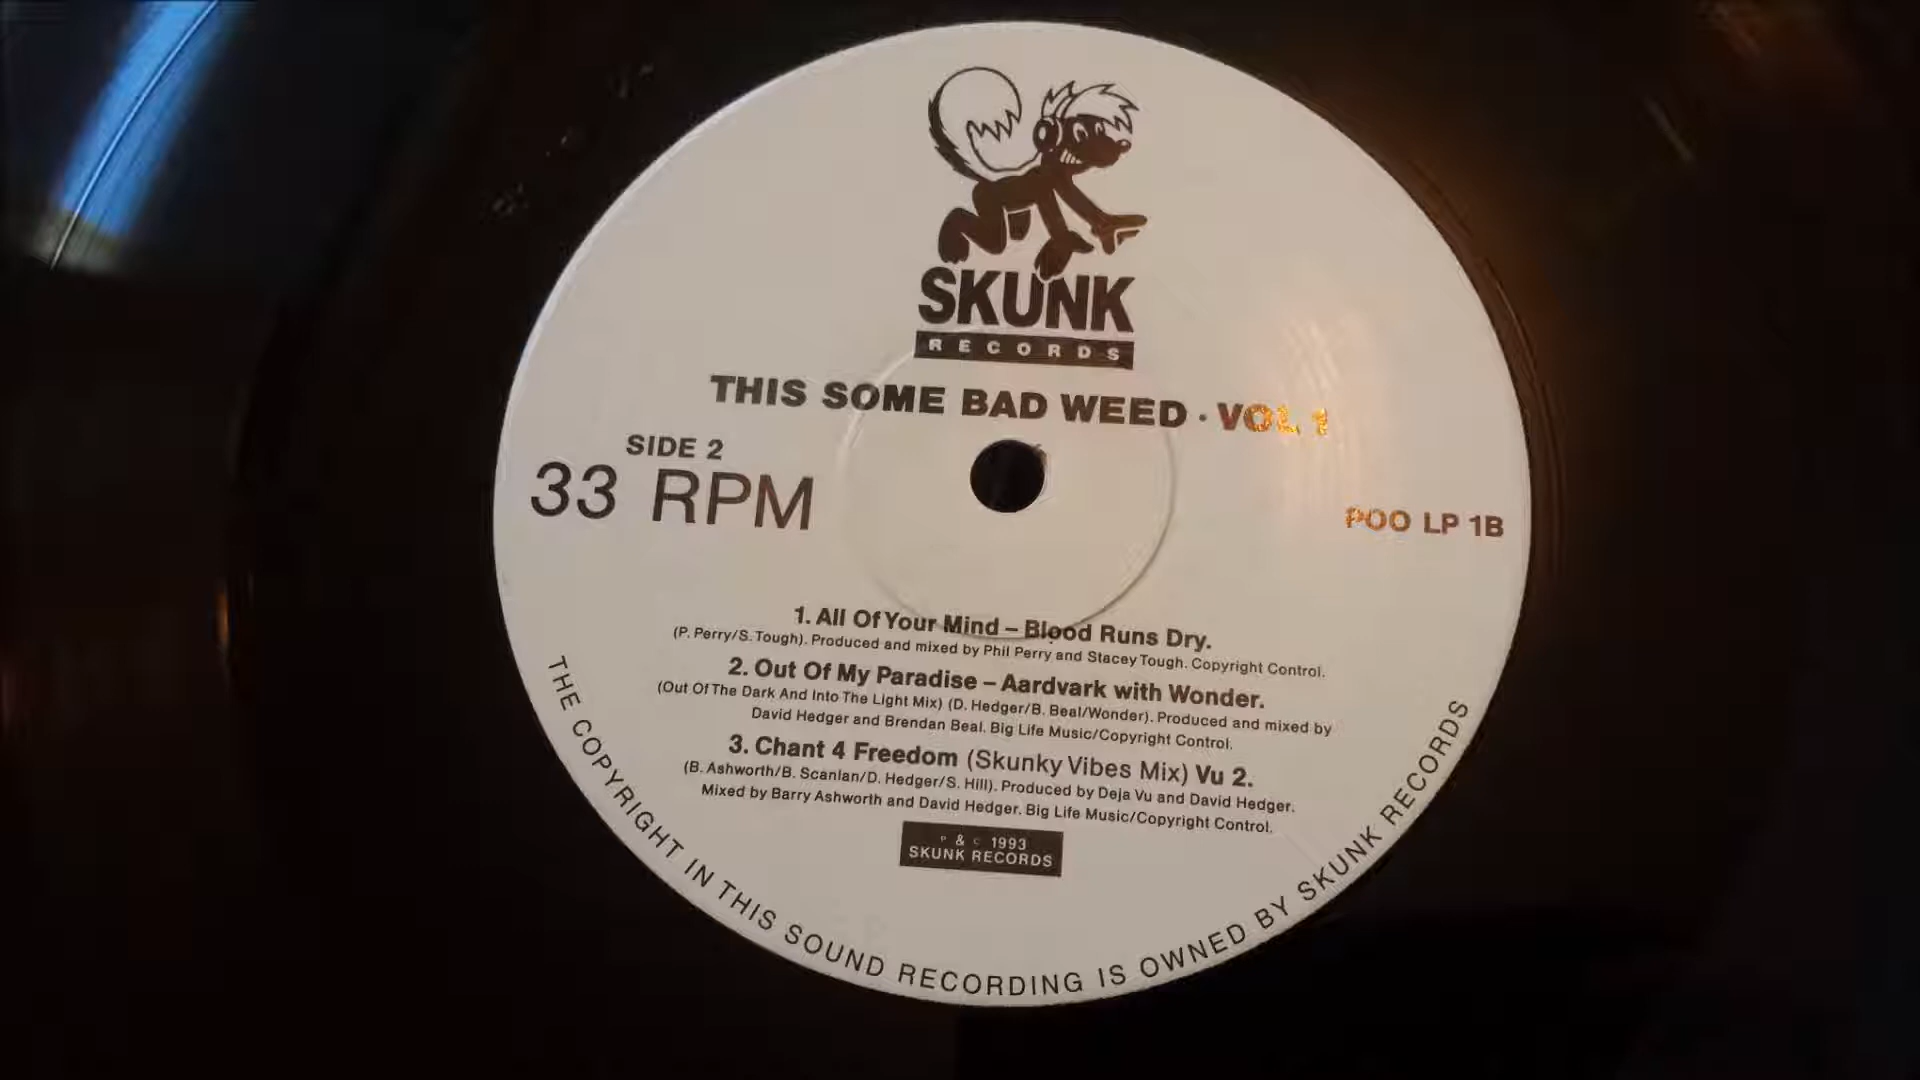 SKUNK
RECORDS
THIS SOME BAD WEED · VOL 1
SIDE 2
33 RPM
POO LP 1B
1. All Of Your Mind – Blood Runs Dry.
(P. Perry/S. Tough). Produced and mixed by Phil Perry and Stacey Tough. Copyright Control.
2. Out Of My Paradise – Aardvark with Wonder.
(Out Of The Dark And Into The Light Mix) (D. Hedger/B. Beal/Wonder). Produced and mixed by
David Hedger and Brendan Beal. Big Life Music/Copyright Control.
3. Chant 4 Freedom (Skunky Vibes Mix) Vu 2.
(B. Ashworth/B. Scanlan/D. Hedger/S. Hill). Produced by Deja Vu and David Hedger.
Mixed by Barry Ashworth and David Hedger. Big Life Music/Copyright Control.
℗ & © 1993
SKUNK RECORDS
THE COPYRIGHT IN THIS SOUND RECORDING IS OWNED BY SKUNK RECORDS